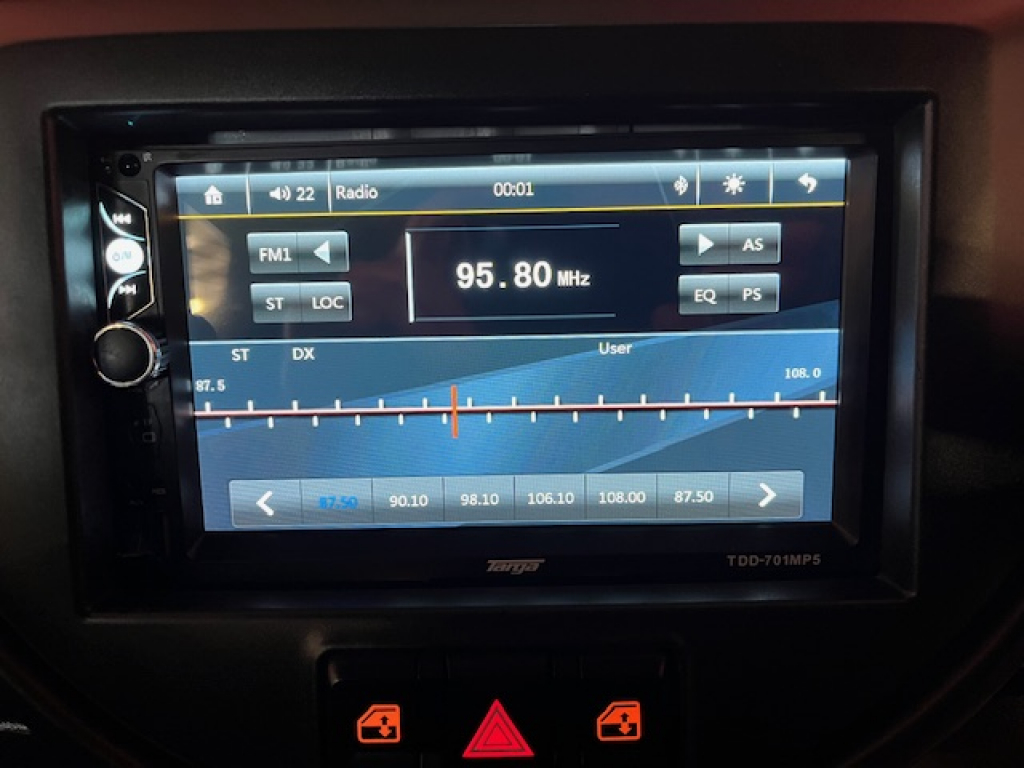 22 Radio 00:01
FM1 AS
95.80 MHz
ST LOC EQ PS
ST DX User
87.5 108.0
87.50 90.10 98.10 106.10 108.00 87.50
Targa TDD-701MP5